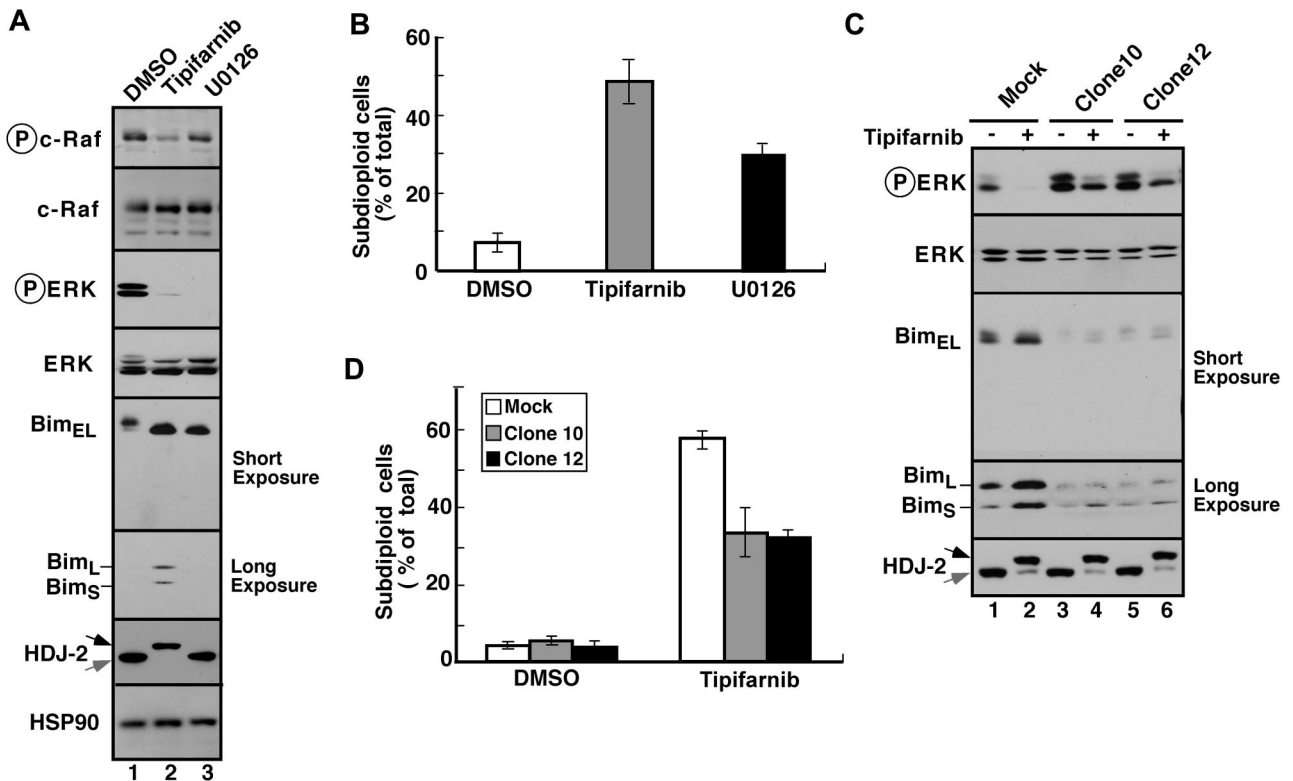 A
DMSO
Tipifarnib
U0126
P c-Raf
c-Raf
P ERK
ERK
BimEL
Short
Exposure
BimL
BimS
Long
Exposure
HDJ-2
HSP90
1 2 3
B
Subdioploid cells
(% of total)
60
40
20
0
DMSO Tipifarnib U0126
C
Mock
Clone10
Clone12
Tipifarnib - + - + - +
P ERK
ERK
BimEL
Short
Exposure
BimL
BimS
Long
Exposure
HDJ-2
1 2 3 4 5 6
D
Subdiploid cells
( % of toal)
60
40
20
0
Mock
Clone 10
Clone 12
DMSO Tipifarnib